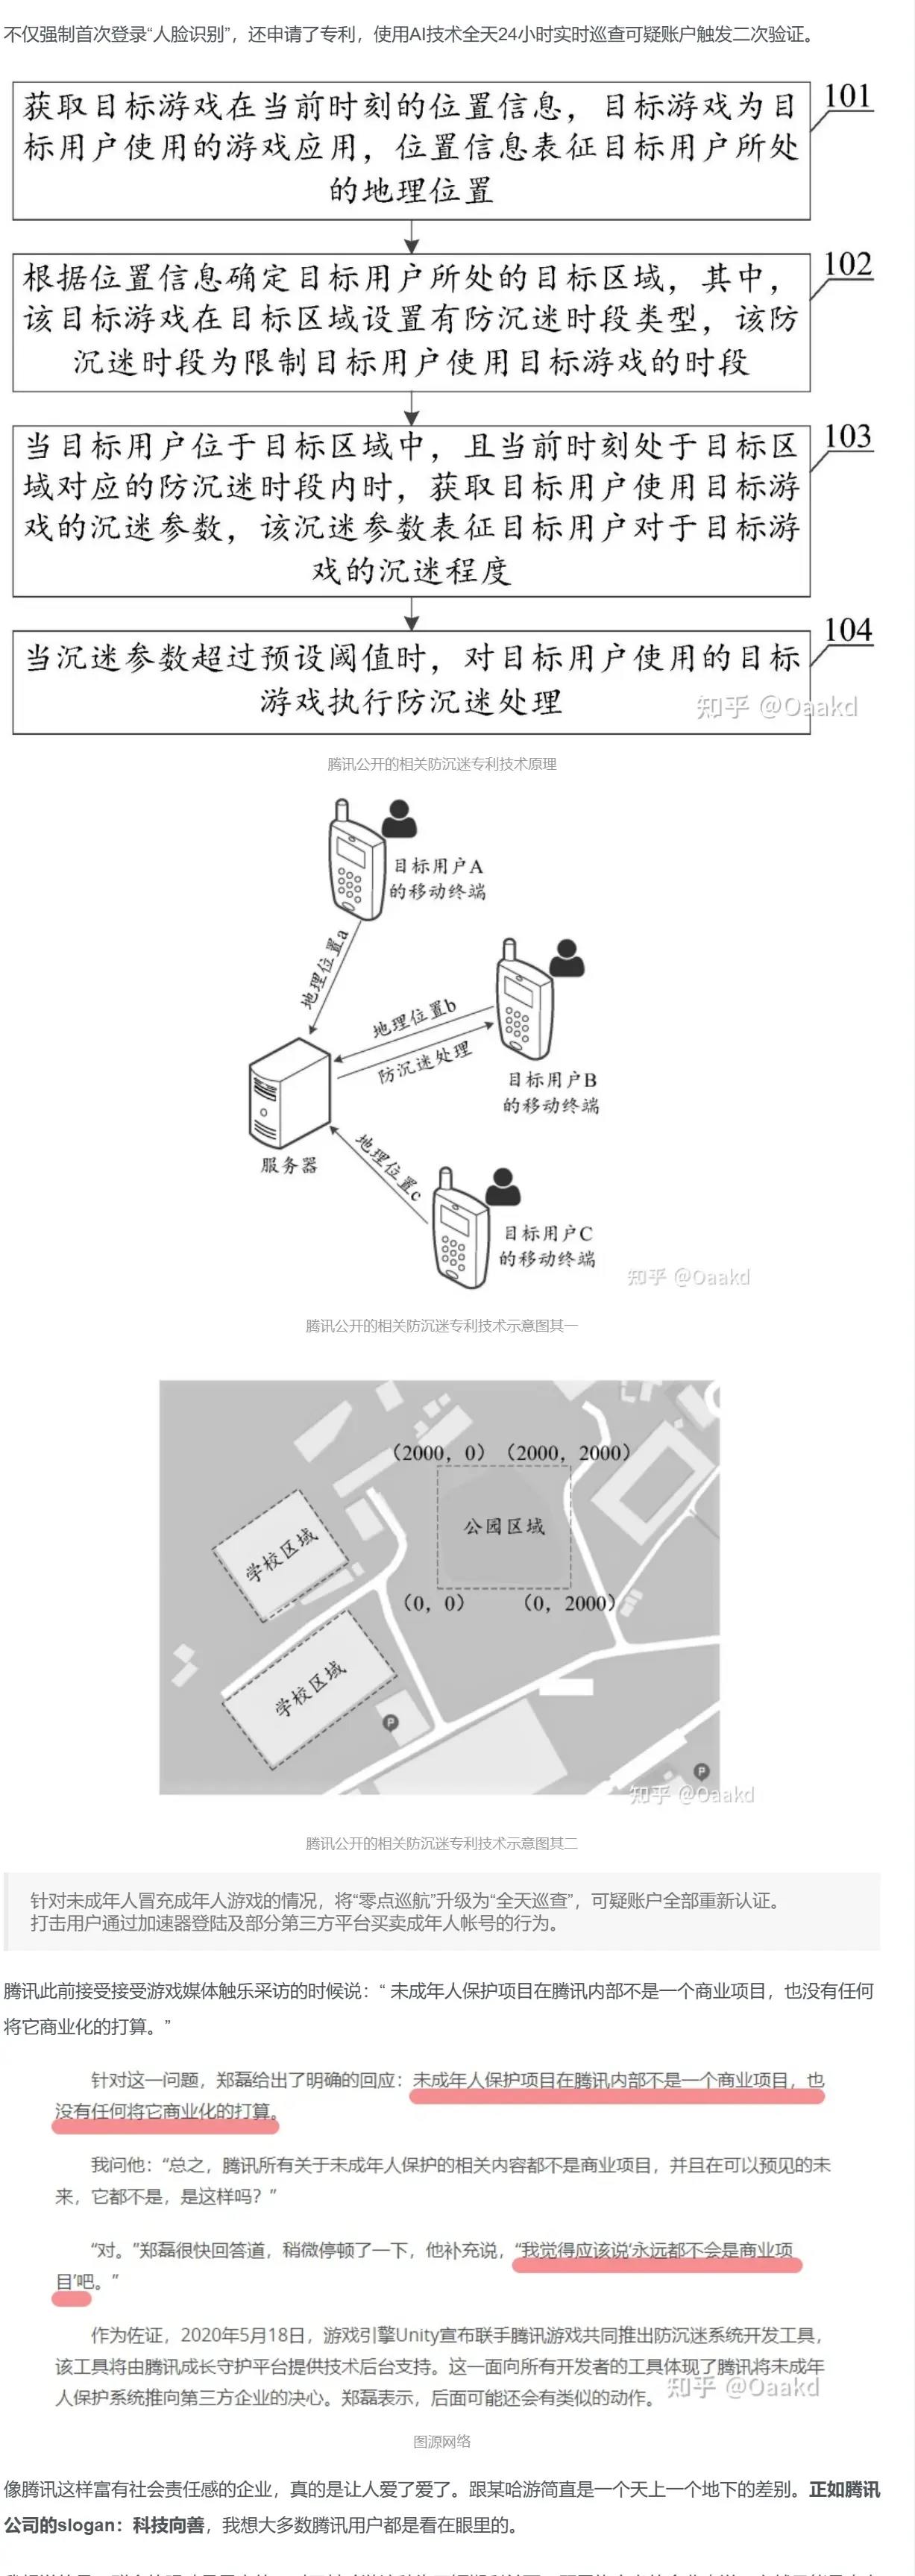 不仅强制首次登录“人脸识别”，还申请了专利，使用AI技术全天24小时实时巡查可疑账户触发二次验证。
获取目标游戏在当前时刻的位置信息，目标游戏为目
标用户使用的游戏应用，位置信息表征目标用户所处
的地理位置
101
根据位置信息确定目标用户所处的目标区域，其中，
该目标游戏在目标区域设置有防沉迷时段类型，该防
沉迷时段为限制目标用户使用目标游戏的时段
102
当目标用户位于目标区域中，且当前时刻处于目标区
域对应的防沉迷时段内时，获取目标用户使用目标游
戏的沉迷参数，该沉迷参数表征目标用户对于目标游
戏的沉迷程度
103
当沉迷参数超过预设阈值时，对目标用户使用的目标
游戏执行防沉迷处理
104
知乎 @Oaakd
腾讯公开的相关防沉迷专利技术原理
目标用户A
的移动终端
地理位置a
地理位置b
防沉迷处理
目标用户B
的移动终端
服务器
地理位置c
目标用户C
的移动终端
知乎 @Oaakd
腾讯公开的相关防沉迷专利技术示意图其一
（2000，0）（2000，2000）
公园区域
学校区域
（0，0）	（0，2000）
学校区域
P
P
知乎 @Oaakd
腾讯公开的相关防沉迷专利技术示意图其二
针对未成年人冒充成年人游戏的情况，将“零点巡航”升级为“全天巡查”，可疑账户全部重新认证。
打击用户通过加速器登陆及部分第三方平台买卖成年人帐号的行为。
腾讯此前接受接受游戏媒体触乐采访的时候说：“ 未成年人保护项目在腾讯内部不是一个商业项目，也没有任何
将它商业化的打算。”
针对这一问题，郑磊给出了明确的回应：未成年人保护项目在腾讯内部不是一个商业项目，也
没有任何将它商业化的打算。
我问他：“总之，腾讯所有关于未成年人保护的相关内容都不是商业项目，并且在可以预见的未
来，它都不是，是这样吗？”
“对。”郑磊很快回答道，稍微停顿了一下，他补充说，“我觉得应该说‘永远都不会是商业项
目’吧。”
作为佐证，2020年5月18日，游戏引擎Unity宣布联手腾讯游戏共同推出防沉迷系统开发工具，
该工具将由腾讯成长守护平台提供技术后台支持。这一面向所有开发者的工具体现了腾讯将未成年
人保护系统推向第三方企业的决心。郑磊表示，后面可能还会有类似的动作。
知乎 @Oaakd
图源网络
像腾讯这样富有社会责任感的企业，真的是让人爱了爱了。跟某哈游简直是一个天上一个地下的差别。正如腾讯
公司的slogan：科技向善，我想大多数腾讯用户都是看在眼里的。